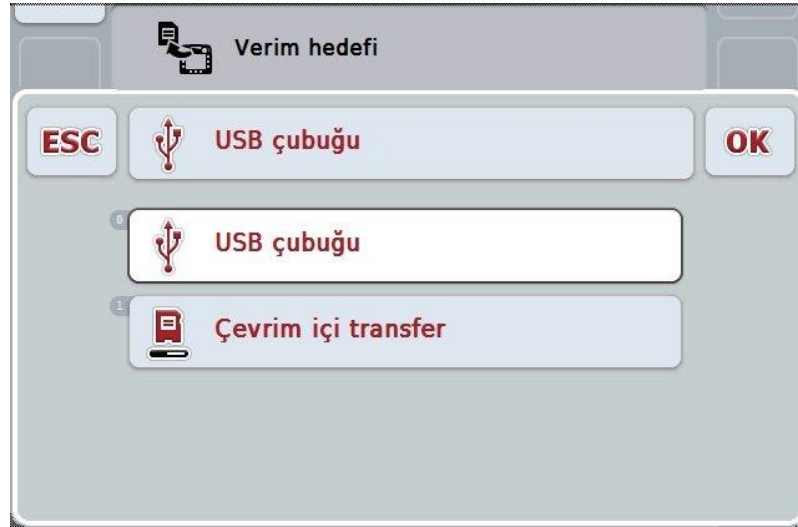 Verim hedefi
ESC
USB çubuğu
OK
0
USB çubuğu
1
Çevrim içi transfer